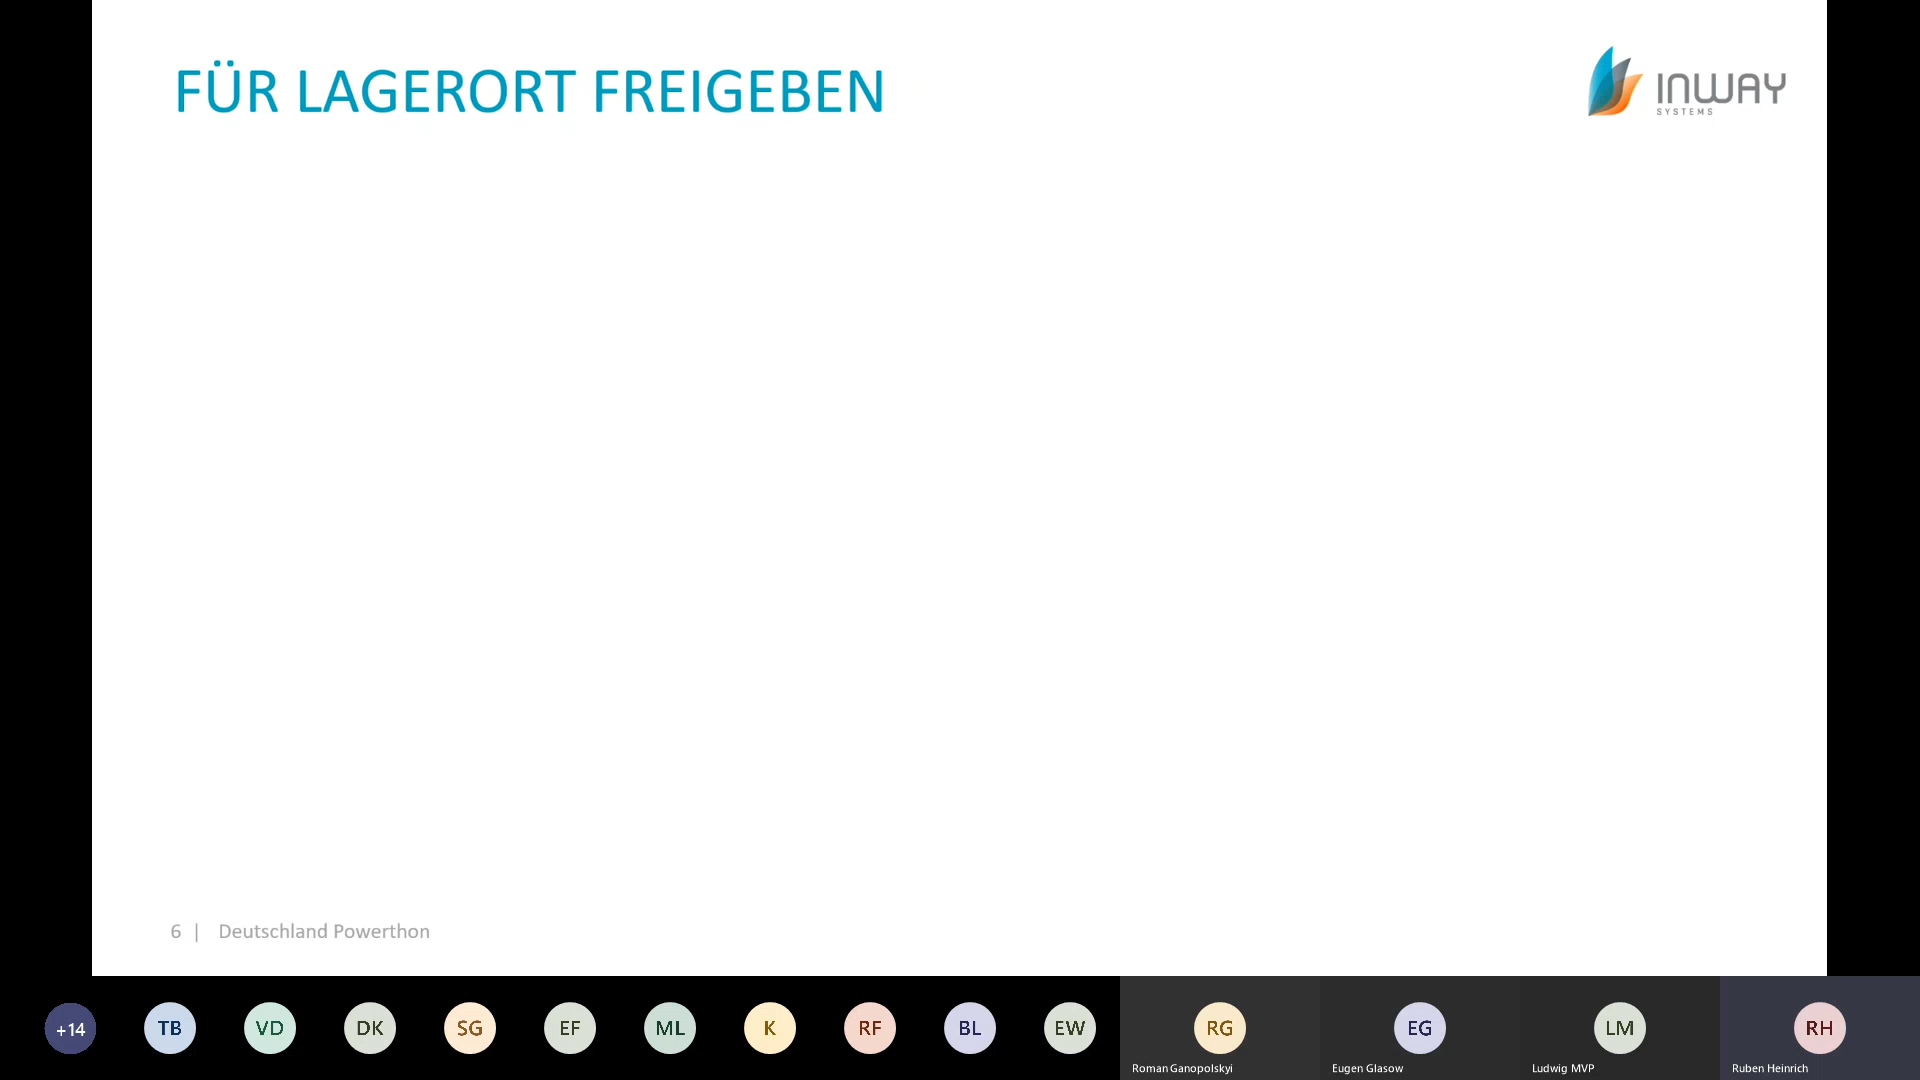 FÜR LAGERORT FREIGEBEN
INWAY
SYSTEMS
6 | Deutschland Powerthon
+14
TB
VD
DK
SG
EF
ML
K
RF
BL
EW
RG
EG
LM
RH
Roman Ganopolskyi
Eugen Glasow
Ludwig MVP
Ruben Heinrich